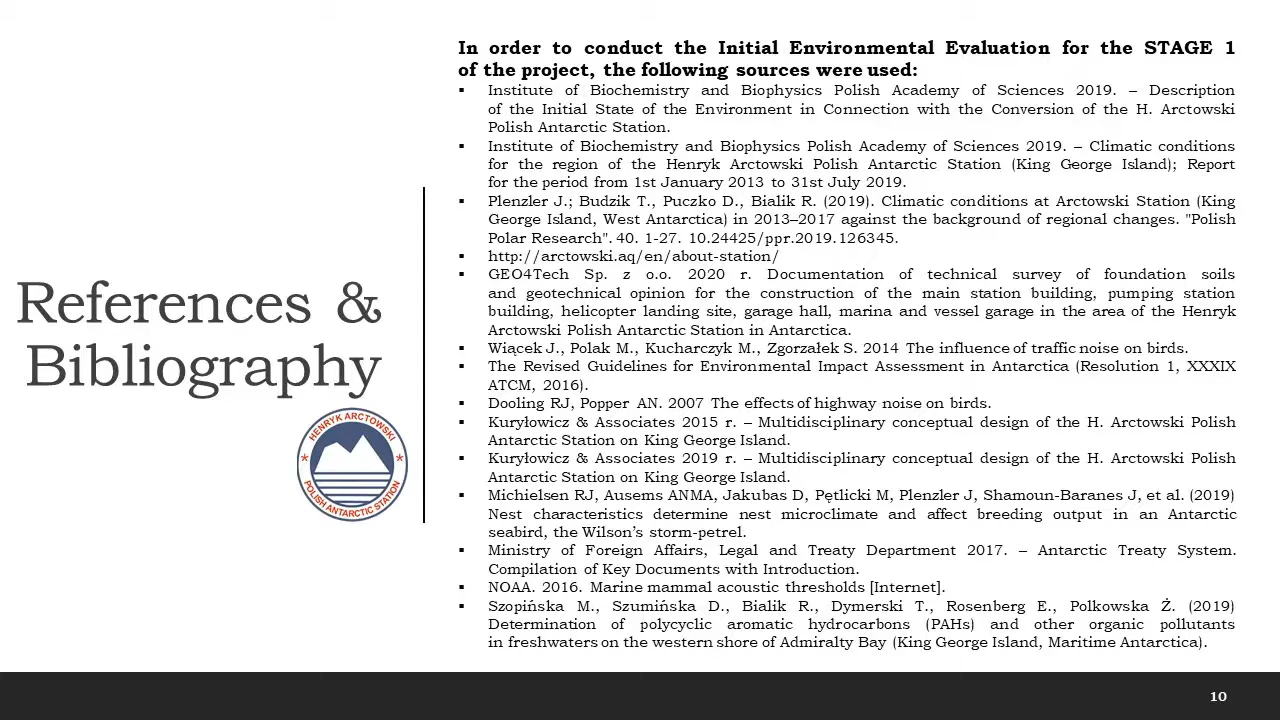 References &
Bibliography
HENRYK ARCTOWSKI
POLISH ANTARCTIC STATION
In order to conduct the Initial Environmental Evaluation for the STAGE 1
of the project, the following sources were used:
▪ Institute of Biochemistry and Biophysics Polish Academy of Sciences 2019. – Description
of the Initial State of the Environment in Connection with the Conversion of the H. Arctowski
Polish Antarctic Station.
▪ Institute of Biochemistry and Biophysics Polish Academy of Sciences 2019. – Climatic conditions
for the region of the Henryk Arctowski Polish Antarctic Station (King George Island); Report
for the period from 1st January 2013 to 31st July 2019.
▪ Plenzler J.; Budzik T., Puczko D., Bialik R. (2019). Climatic conditions at Arctowski Station (King
George Island, West Antarctica) in 2013–2017 against the background of regional changes. "Polish
Polar Research". 40. 1-27. 10.24425/ppr.2019.126345.
▪ http://arctowski.aq/en/about-station/
▪ GEO4Tech Sp. z o.o. 2020 r. Documentation of technical survey of foundation soils
and geotechnical opinion for the construction of the main station building, pumping station
building, helicopter landing site, garage hall, marina and vessel garage in the area of the Henryk
Arctowski Polish Antarctic Station in Antarctica.
▪ Wiącek J., Polak M., Kucharczyk M., Zgorzałek S. 2014 The influence of traffic noise on birds.
▪ The Revised Guidelines for Environmental Impact Assessment in Antarctica (Resolution 1, XXXIX
ATCM, 2016).
▪ Dooling RJ, Popper AN. 2007 The effects of highway noise on birds.
▪ Kuryłowicz & Associates 2015 r. – Multidisciplinary conceptual design of the H. Arctowski Polish
Antarctic Station on King George Island.
▪ Kuryłowicz & Associates 2019 r. – Multidisciplinary conceptual design of the H. Arctowski Polish
Antarctic Station on King George Island.
▪ Michielsen RJ, Ausems ANMA, Jakubas D, Pętlicki M, Plenzler J, Shamoun-Baranes J, et al. (2019)
Nest characteristics determine nest microclimate and affect breeding output in an Antarctic
seabird, the Wilson’s storm-petrel.
▪ Ministry of Foreign Affairs, Legal and Treaty Department 2017. – Antarctic Treaty System.
Compilation of Key Documents with Introduction.
▪ NOAA. 2016. Marine mammal acoustic thresholds [Internet].
▪ Szopińska M., Szumińska D., Bialik R., Dymerski T., Rosenberg E., Polkowska Ż. (2019)
Determination of polycyclic aromatic hydrocarbons (PAHs) and other organic pollutants
in freshwaters on the western shore of Admiralty Bay (King George Island, Maritime Antarctica).
10